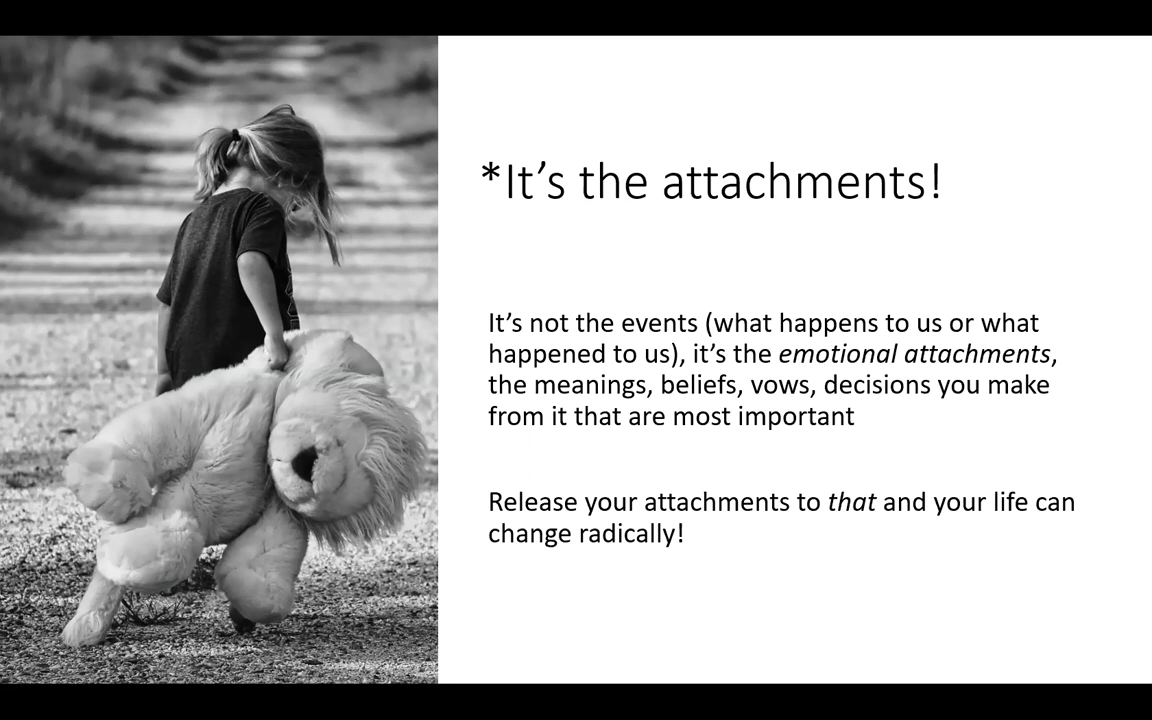 *It’s the attachments!
It’s not the events (what happens to us or what
happened to us), it’s the emotional attachments,
the meanings, beliefs, vows, decisions you make
from it that are most important
Release your attachments to that and your life can
change radically!